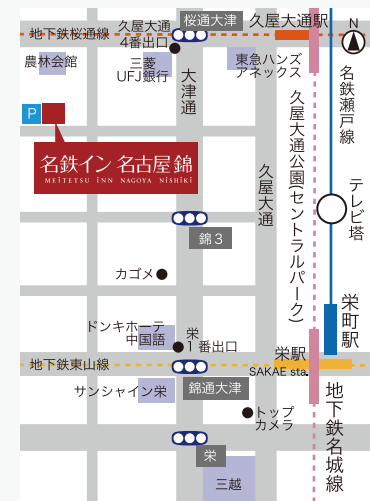 久屋大通
4番出口
桜通大津
久屋大通駅
N
地下鉄桜通線
農林会館
三菱
UFJ銀行
大津通
東急ハンズ
アネックス
名鉄瀬戸線
P
名鉄イン 名古屋 錦
MEITETSU INN NAGOYA NISHIKI
久屋大通
久屋大通公園(セントラルパーク)
テレビ塔
錦3
カゴメ
ドンキホーテ
中国語
栄
1番出口
栄町駅
栄駅
SAKAE sta.
地下鉄東山線
サンシャイン栄
錦通大津
トップ
カメラ
地下鉄名城線
栄
三越